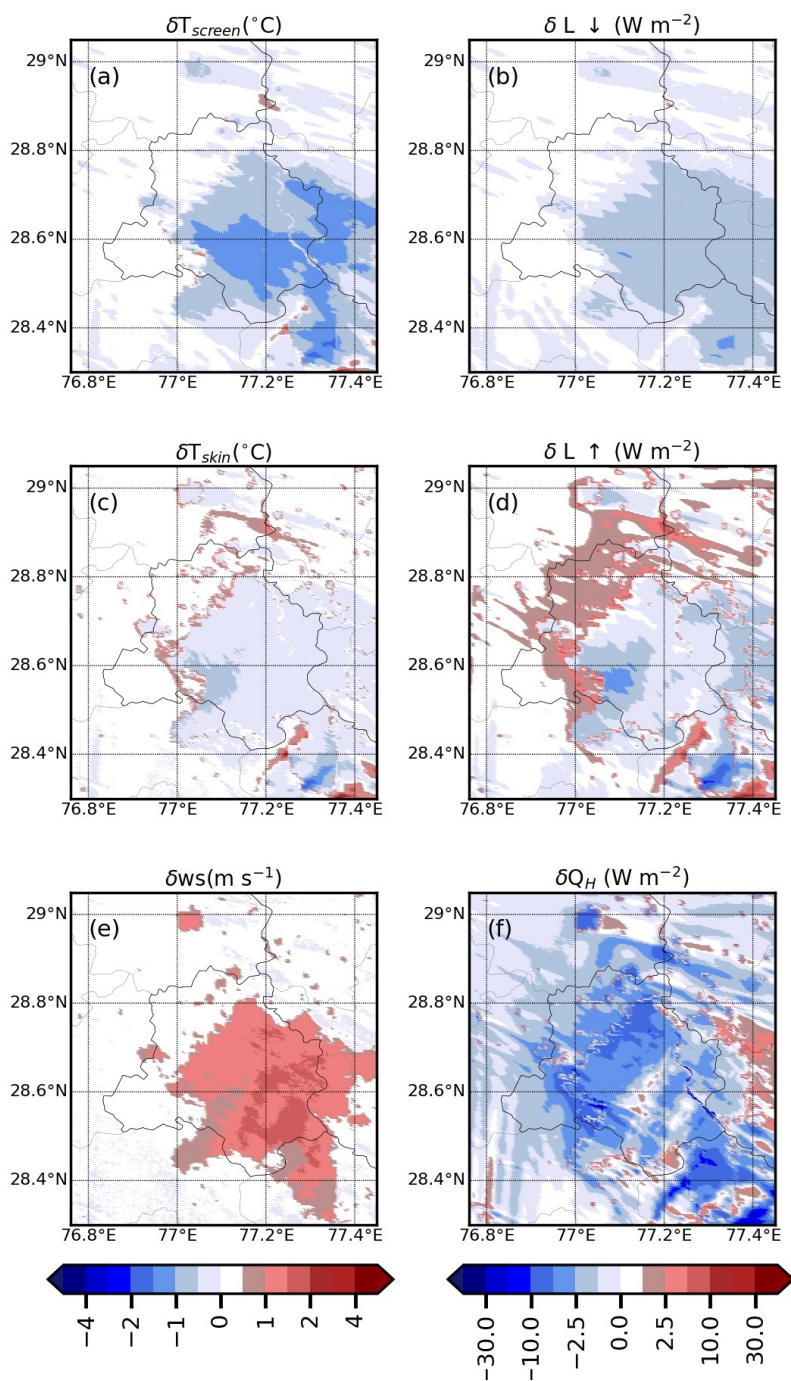 δT_screen(°C) δ L ↓ (W m⁻²)
(a) (b)
29°N 29°N
28.8°N 28.8°N
28.6°N 28.6°N
28.4°N 28.4°N
76.8°E 77°E 77.2°E 77.4°E 76.8°E 77°E 77.2°E 77.4°E
δT_skin(°C) δ L ↑ (W m⁻²)
(c) (d)
29°N 29°N
28.8°N 28.8°N
28.6°N 28.6°N
28.4°N 28.4°N
76.8°E 77°E 77.2°E 77.4°E 76.8°E 77°E 77.2°E 77.4°E
δws(m s⁻¹) δQ_H (W m⁻²)
(e) (f)
29°N 29°N
28.8°N 28.8°N
28.6°N 28.6°N
28.4°N 28.4°N
76.8°E 77°E 77.2°E 77.4°E 76.8°E 77°E 77.2°E 77.4°E
−4 −2 −1 0 1 2 4 −30.0 −10.0 −2.5 0.0 2.5 10.0 30.0